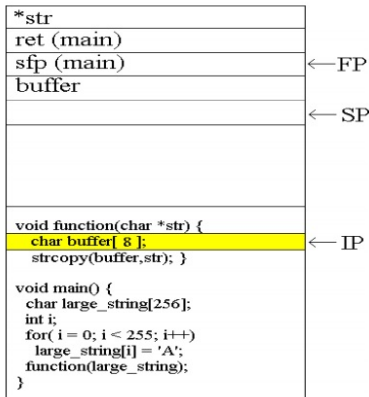 *str
ret (main)
sfp (main) ←FP
buffer
←SP
void function(char *str) {
char buffer[ 8 ]; ←IP
strcopy(buffer,str); }
void main() {
char large_string[256];
int i;
for( i = 0; i < 255; i++)
large_string[i] = 'A';
function(large_string);
}